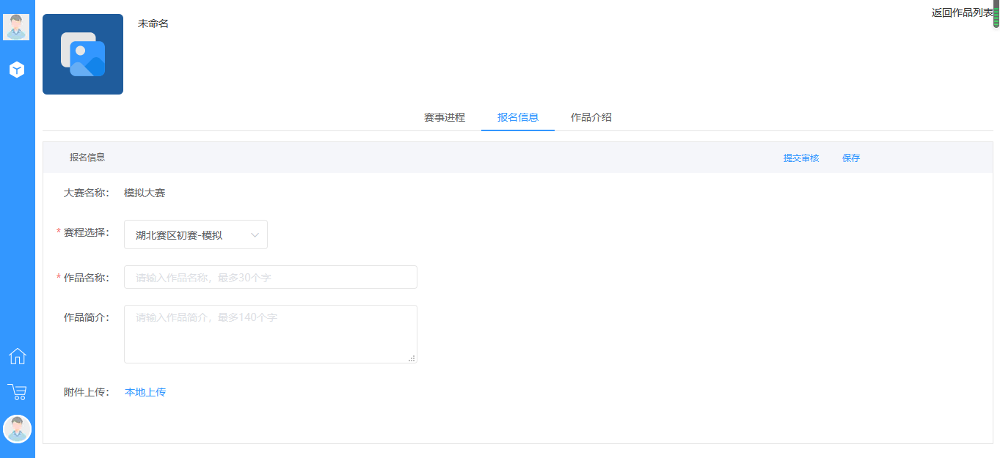 返回作品列表
未命名
赛事进程 报名信息 作品介绍
报名信息 提交审核 保存
大赛名称： 模拟大赛
* 赛程选择： 湖北赛区初赛-模拟
* 作品名称： 请输入作品名称，最多30个字
作品简介： 请输入作品简介，最多140个字
附件上传： 本地上传